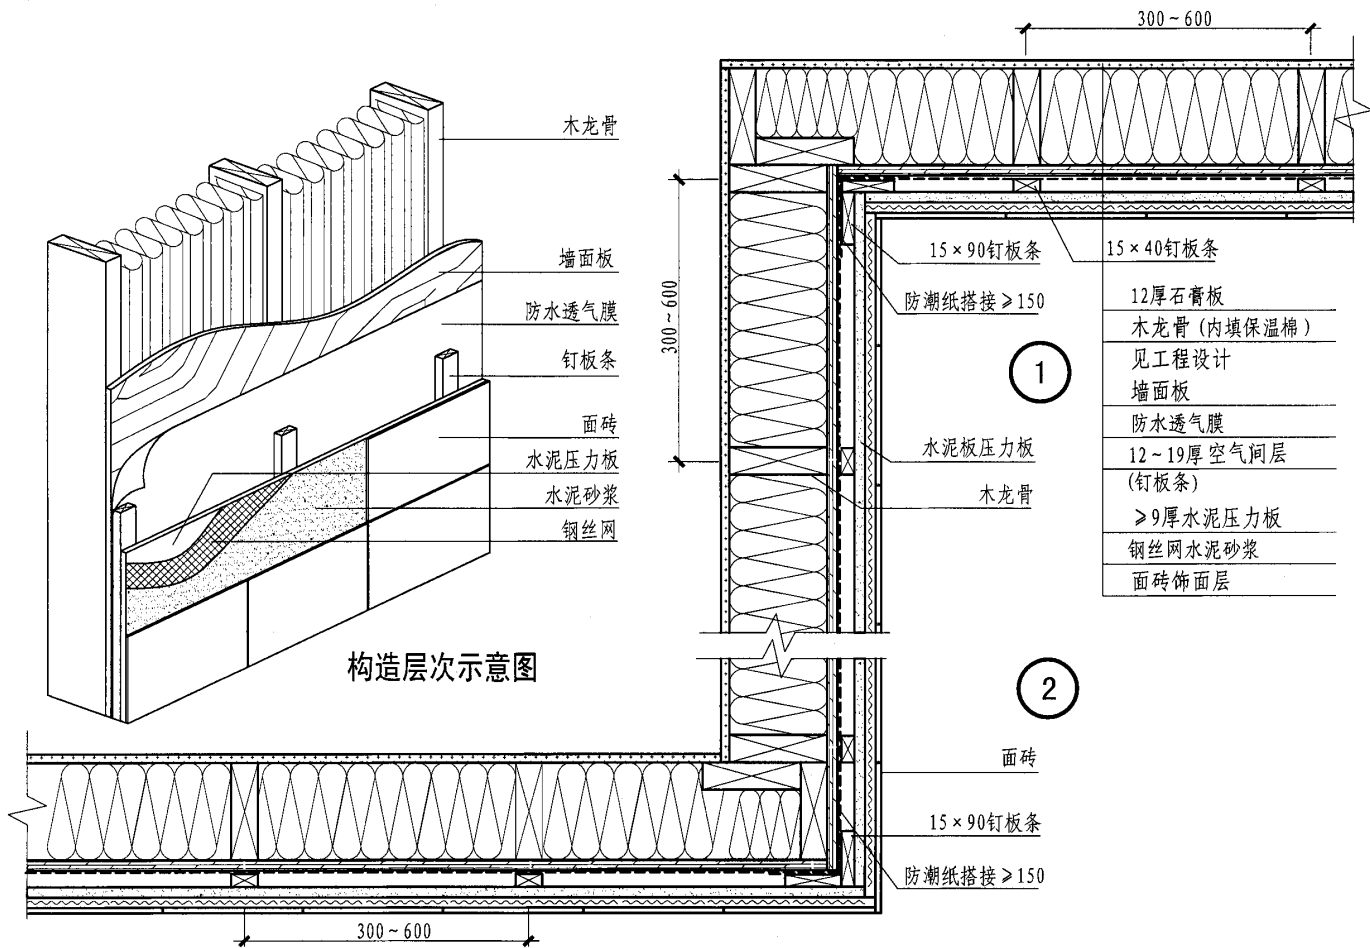 300~600
木龙骨
墙面板
防水透气膜
钉板条
面砖
水泥压力板
水泥砂浆
钢丝网
构造层次示意图
300~600
15×90钉板条
15×40钉板条
防潮纸搭接≥150
1
12厚石膏板
木龙骨(内填保温棉)
见工程设计
墙面板
防水透气膜
12~19厚空气间层
(钉板条)
≥9厚水泥压力板
钢丝网水泥砂浆
面砖饰面层
水泥板压力板
木龙骨
2
面砖
15×90钉板条
防潮纸搭接≥150
300~600